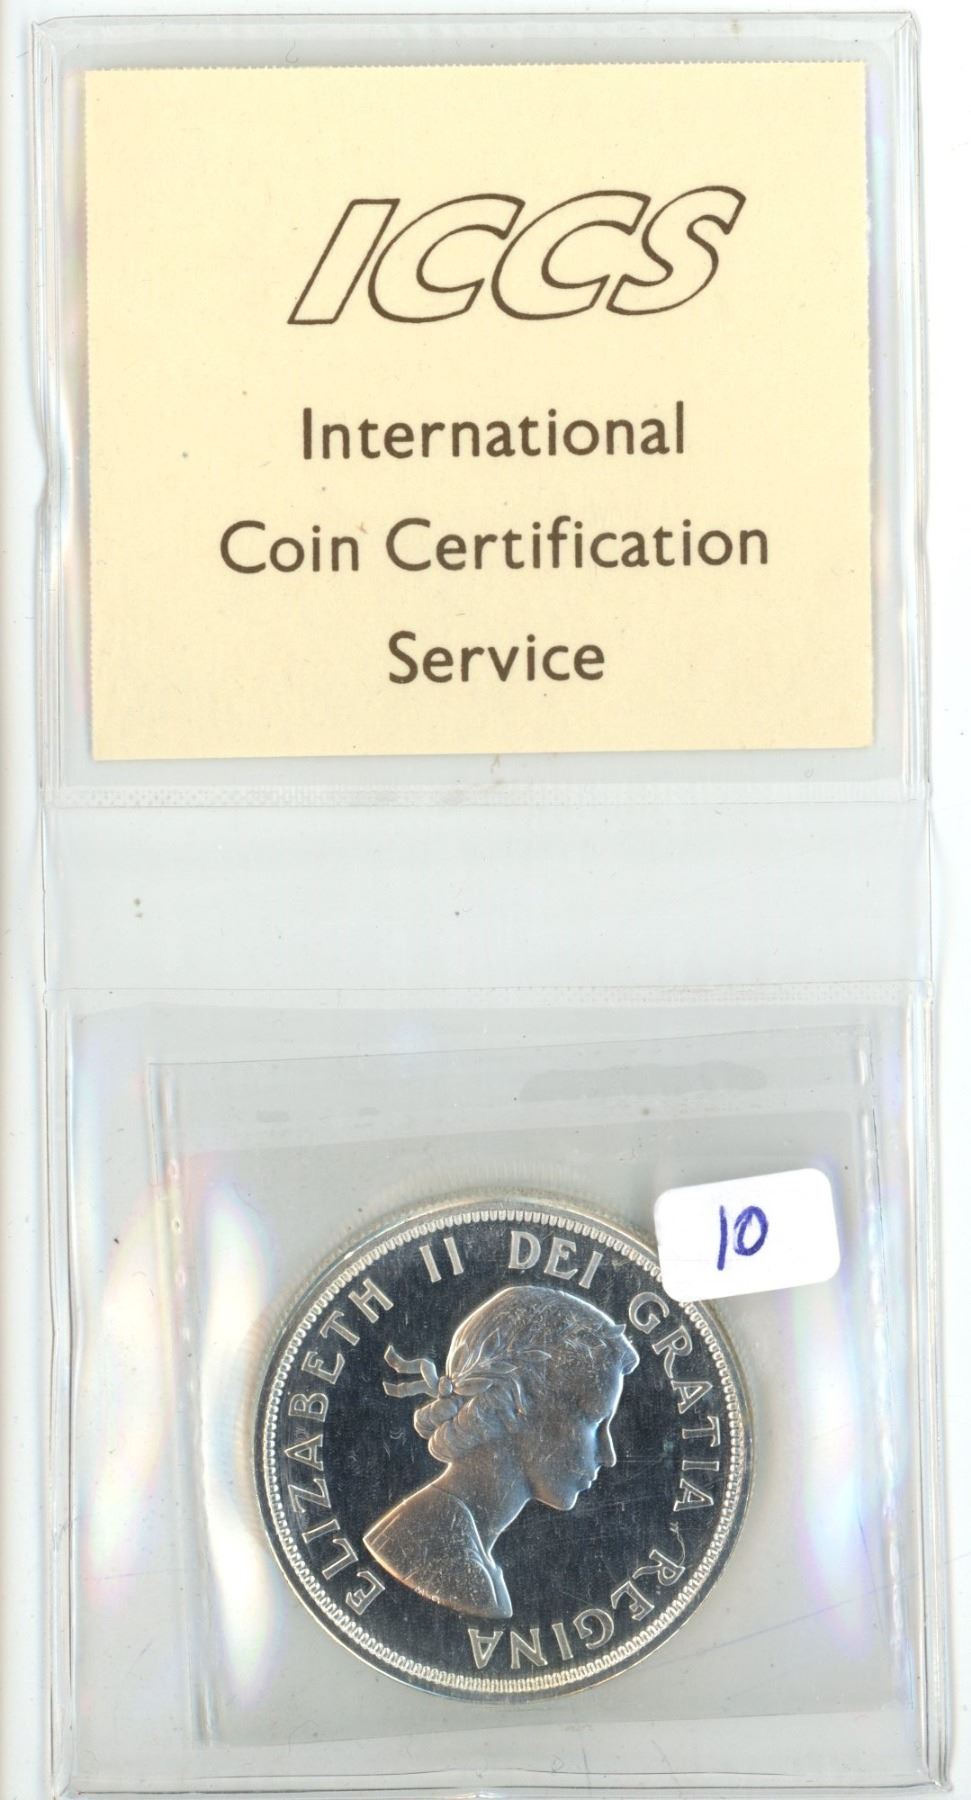 ICCS
International
Coin Certification
Service
10
ELIZABETH II DEI GRATIA REGINA